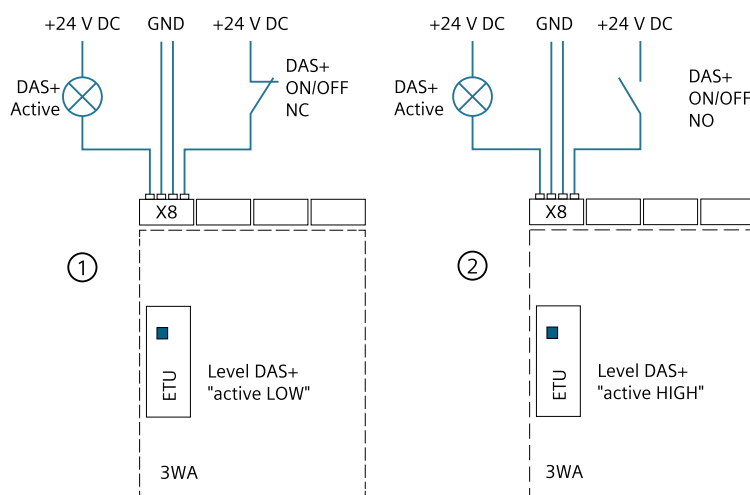 +24 V DC GND +24 V DC
DAS+
Active
DAS+
ON/OFF
NC
X8
1
ETU
Level DAS+
"active LOW"
3WA
+24 V DC GND +24 V DC
DAS+
Active
DAS+
ON/OFF
NO
X8
2
ETU
Level DAS+
"active HIGH"
3WA